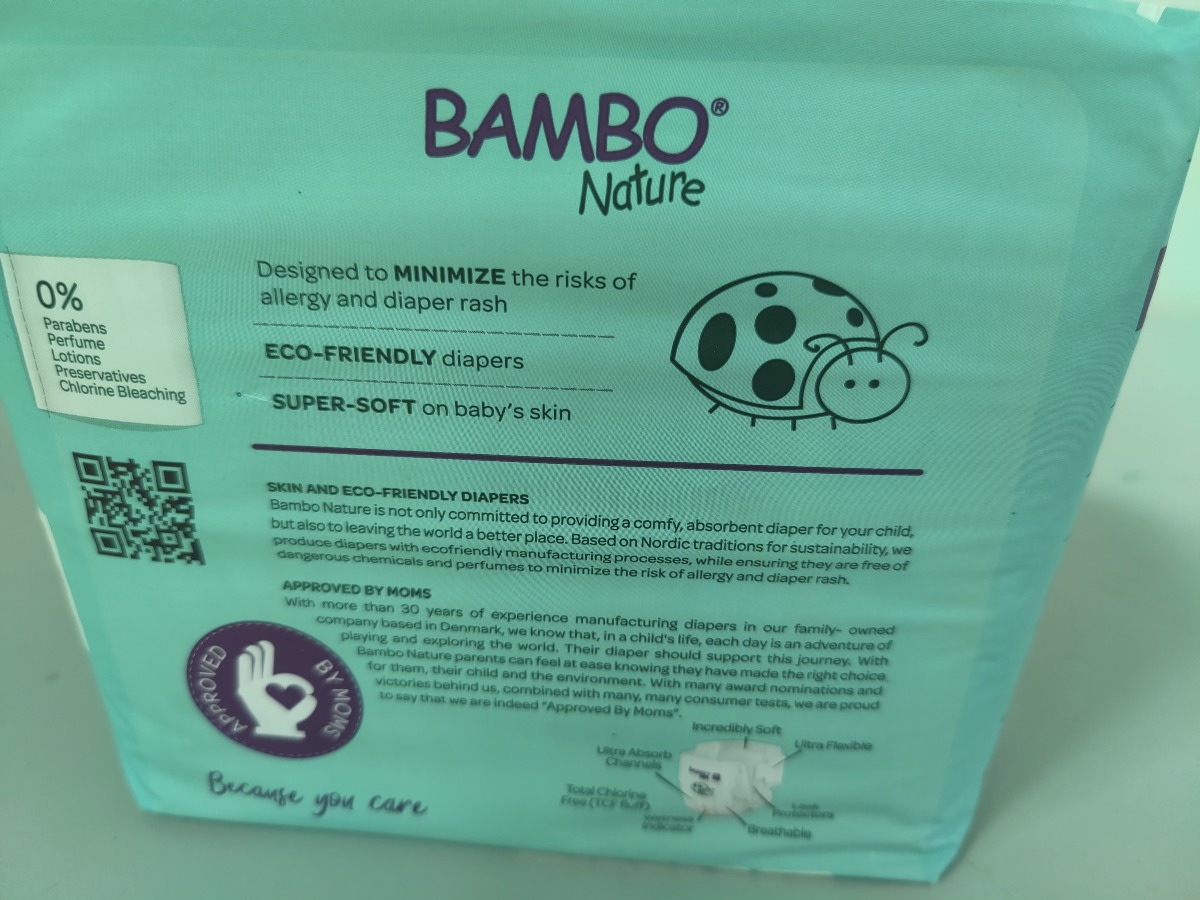 BAMBO®
Nature
0%
Parabens
Perfume
Lotions
Preservatives
Chlorine Bleaching
Designed to MINIMIZE the risks of
allergy and diaper rash
ECO-FRIENDLY diapers
SUPER-SOFT on baby's skin
SKIN AND ECO-FRIENDLY DIAPERS
Bambo Nature is not only committed to providing a comfy, absorbent diaper for your child,
but also to leaving the world a better place. Based on Nordic traditions for sustainability, we
produce diapers with ecofriendly manufacturing processes, while ensuring they are free of
dangerous chemicals and perfumes to minimize the risk of allergy and diaper rash.
APPROVED BY MOMS
With more than 30 years of experience manufacturing diapers in our family- owned
company based in Denmark, we know that, in a child's life, each day is an adventure of
playing and exploring the world. Their diaper should support this journey. With
Bambo Nature parents can feel at ease knowing they have made the right choice,
for them, their child and the environment. With many award nominations and
victories behind us, combined with many, many consumer tests, we are proud
to say that we are indeed "Approved By Moms".
APPROVED BY MOMS
Because you care
Incredibly Soft
Ultra Flexible
Ultra Absorb
Channels
Total Chlorine
Free (TCF fluff)
Wetness
Indicator
Breathable
Leak
Protectors